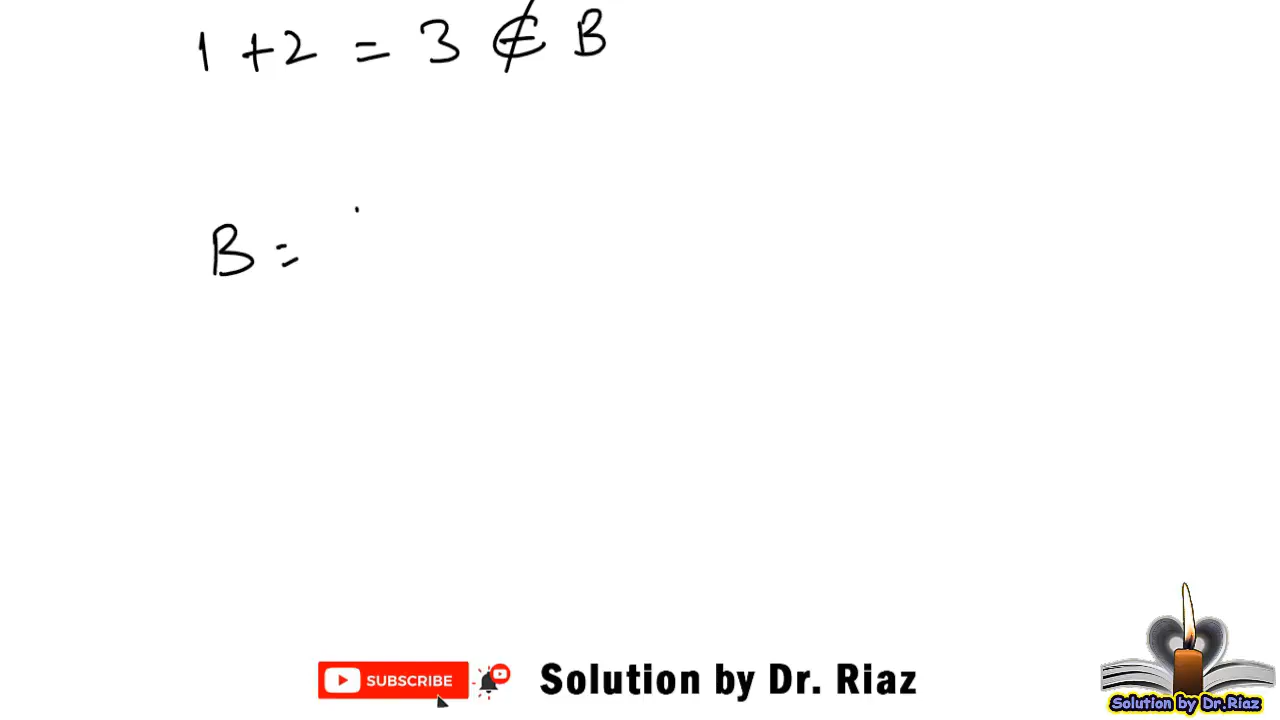 1 + 2 = 3 ∉ B
B =
SUBSCRIBE
Solution by Dr. Riaz
Solution by Dr.Riaz